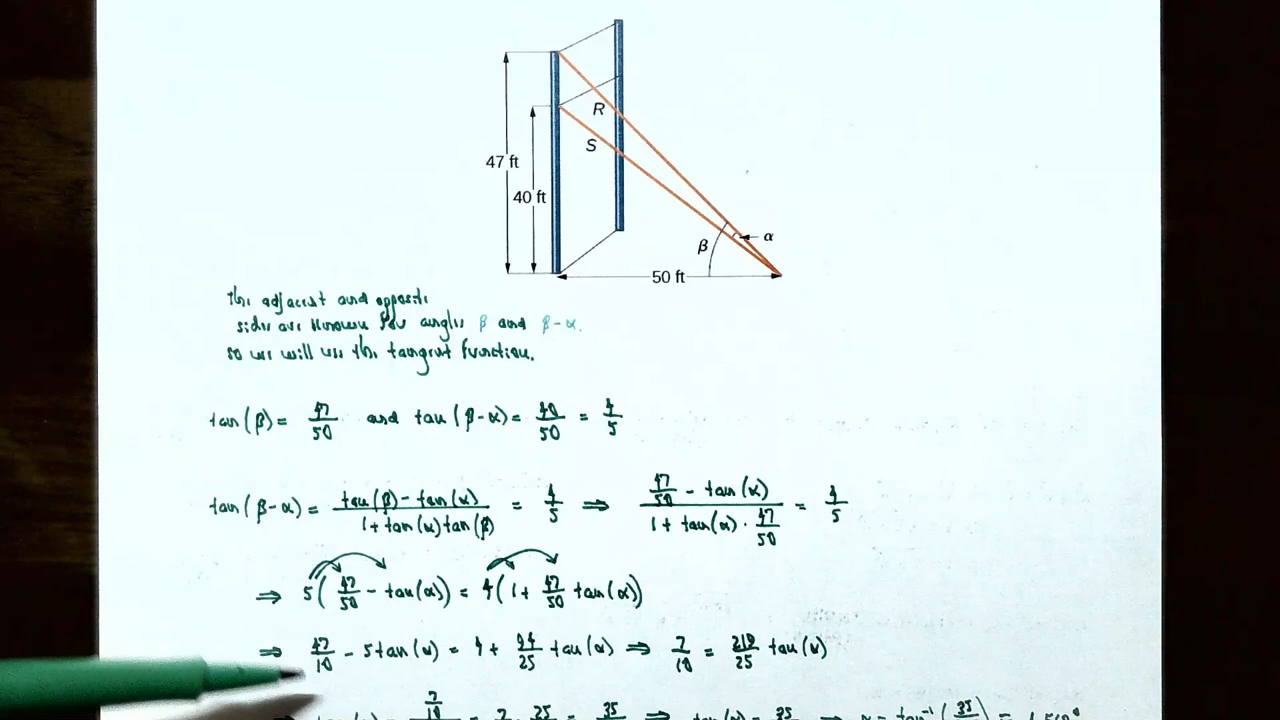 R
S
47 ft
40 ft
β
α
50 ft
The adjacent and opposite
sides are known for angles β and β-α.
so we will use the tangent function.
tan(β) = 47/50 and tan(β-α) = 40/50 = 4/5
tan(β-α) = (tan(β) - tan(α))/(1 + tan(α) tan(β)) = 4/5 ⇒ (47/50 - tan(α))/(1 + tan(α) · 47/50) = 4/5
⇒ 5(47/50 - tan(α)) = 4(1 + 47/50 tan(α))
⇒ 47/10 - 5tan(α) = 4 + 94/25 tan(α) ⇒ 7/10 = 219/25 tan(α)